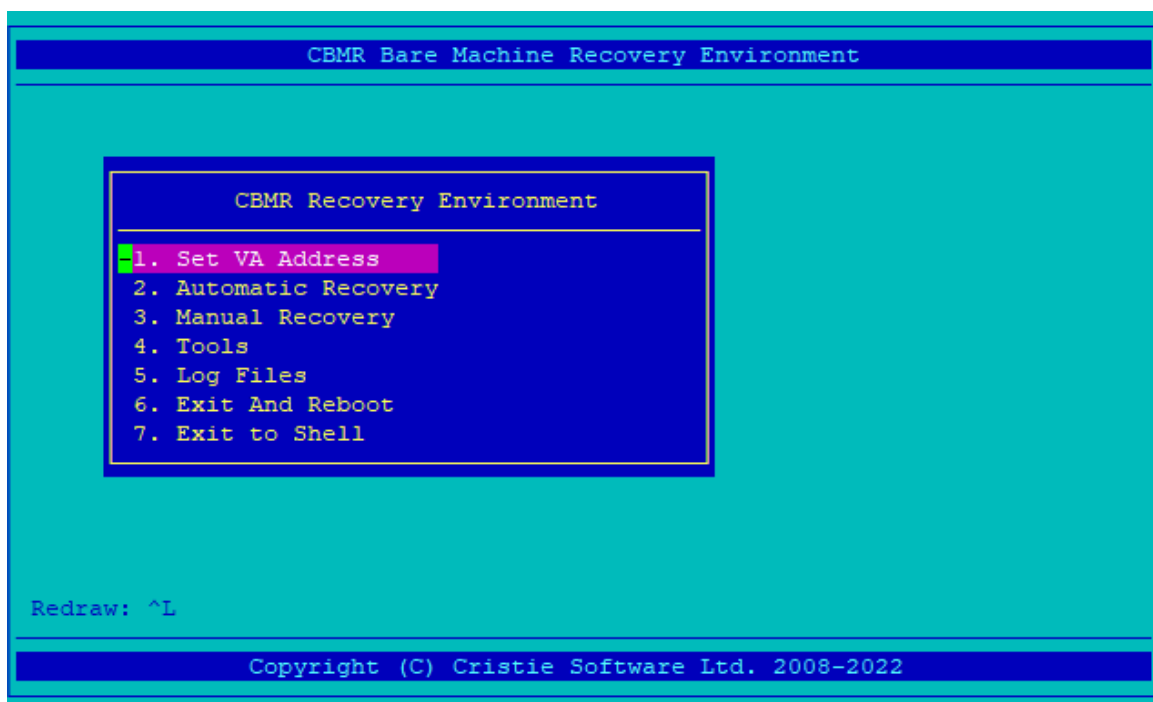 CBMR Bare Machine Recovery Environment
CBMR Recovery Environment
-1. Set VA Address
2. Automatic Recovery
3. Manual Recovery
4. Tools
5. Log Files
6. Exit And Reboot
7. Exit to Shell
Redraw: ^L
Copyright (C) Cristie Software Ltd. 2008-2022